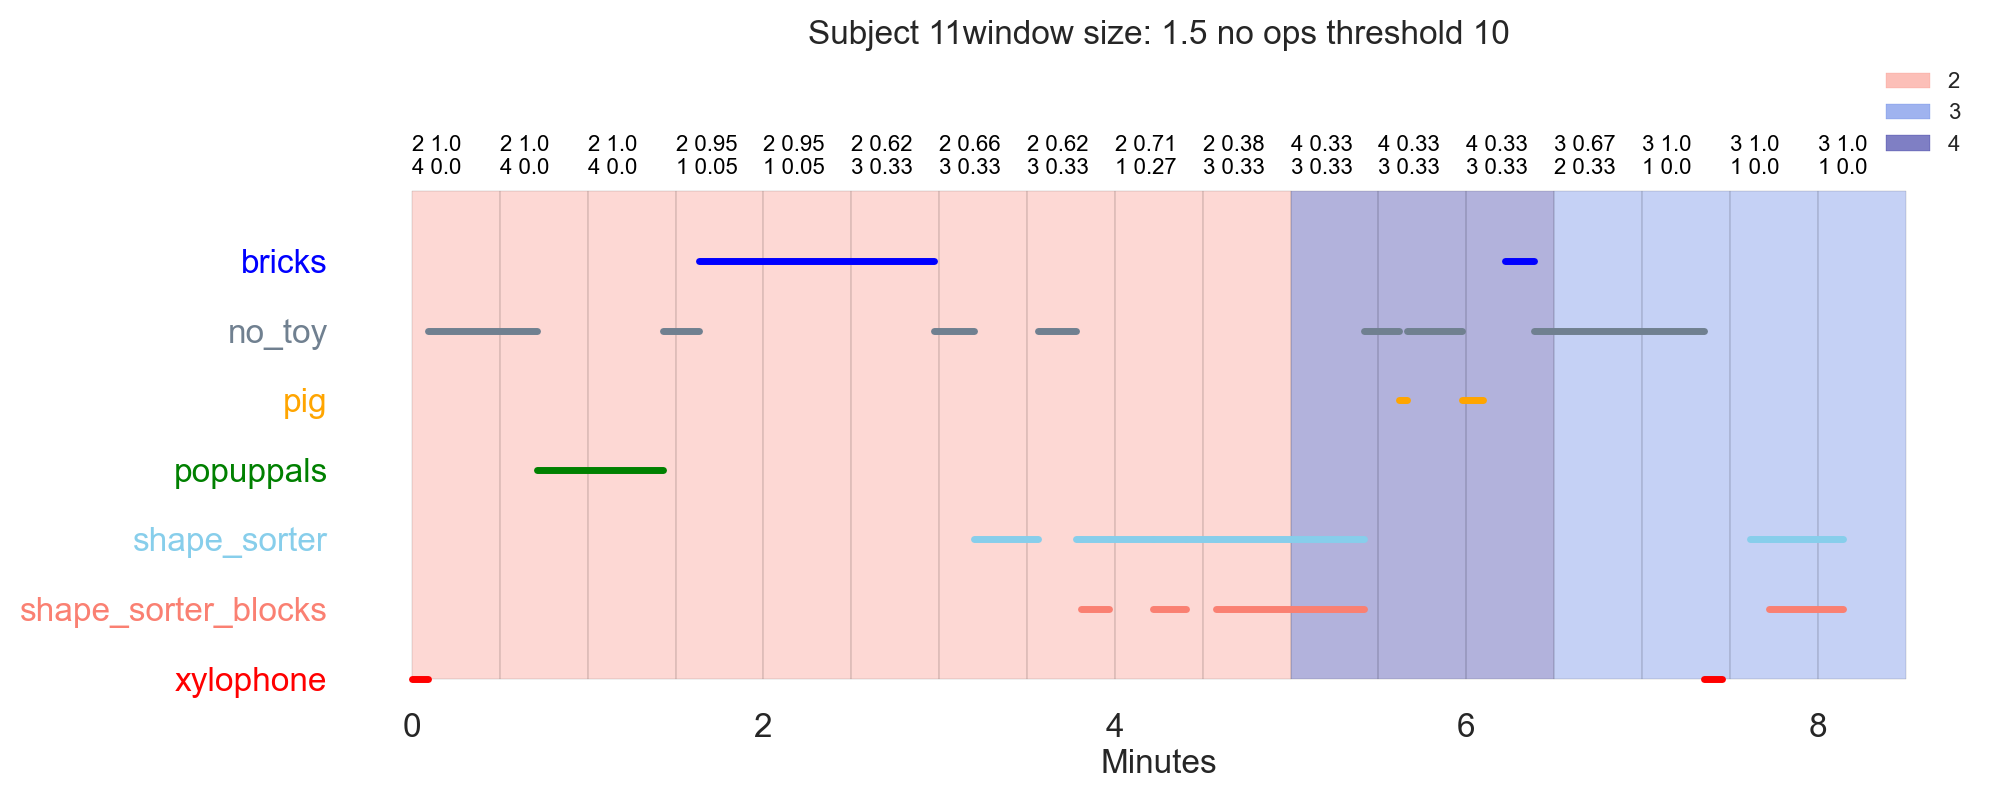 Subject 11window size: 1.5 no ops threshold 10
2
3
4
2 1.0 2 1.0 2 1.0 2 0.95 2 0.95 2 0.62 2 0.66 2 0.62 2 0.71 2 0.38 4 0.33 4 0.33 4 0.33 3 0.67 3 1.0 3 1.0 3 1.0
4 0.0 4 0.0 4 0.0 1 0.05 1 0.05 3 0.33 3 0.33 3 0.33 1 0.27 3 0.33 3 0.33 3 0.33 3 0.33 2 0.33 1 0.0 1 0.0 1 0.0
bricks
no_toy
pig
popuppals
shape_sorter
shape_sorter_blocks
xylophone
0 2 4 6 8
Minutes